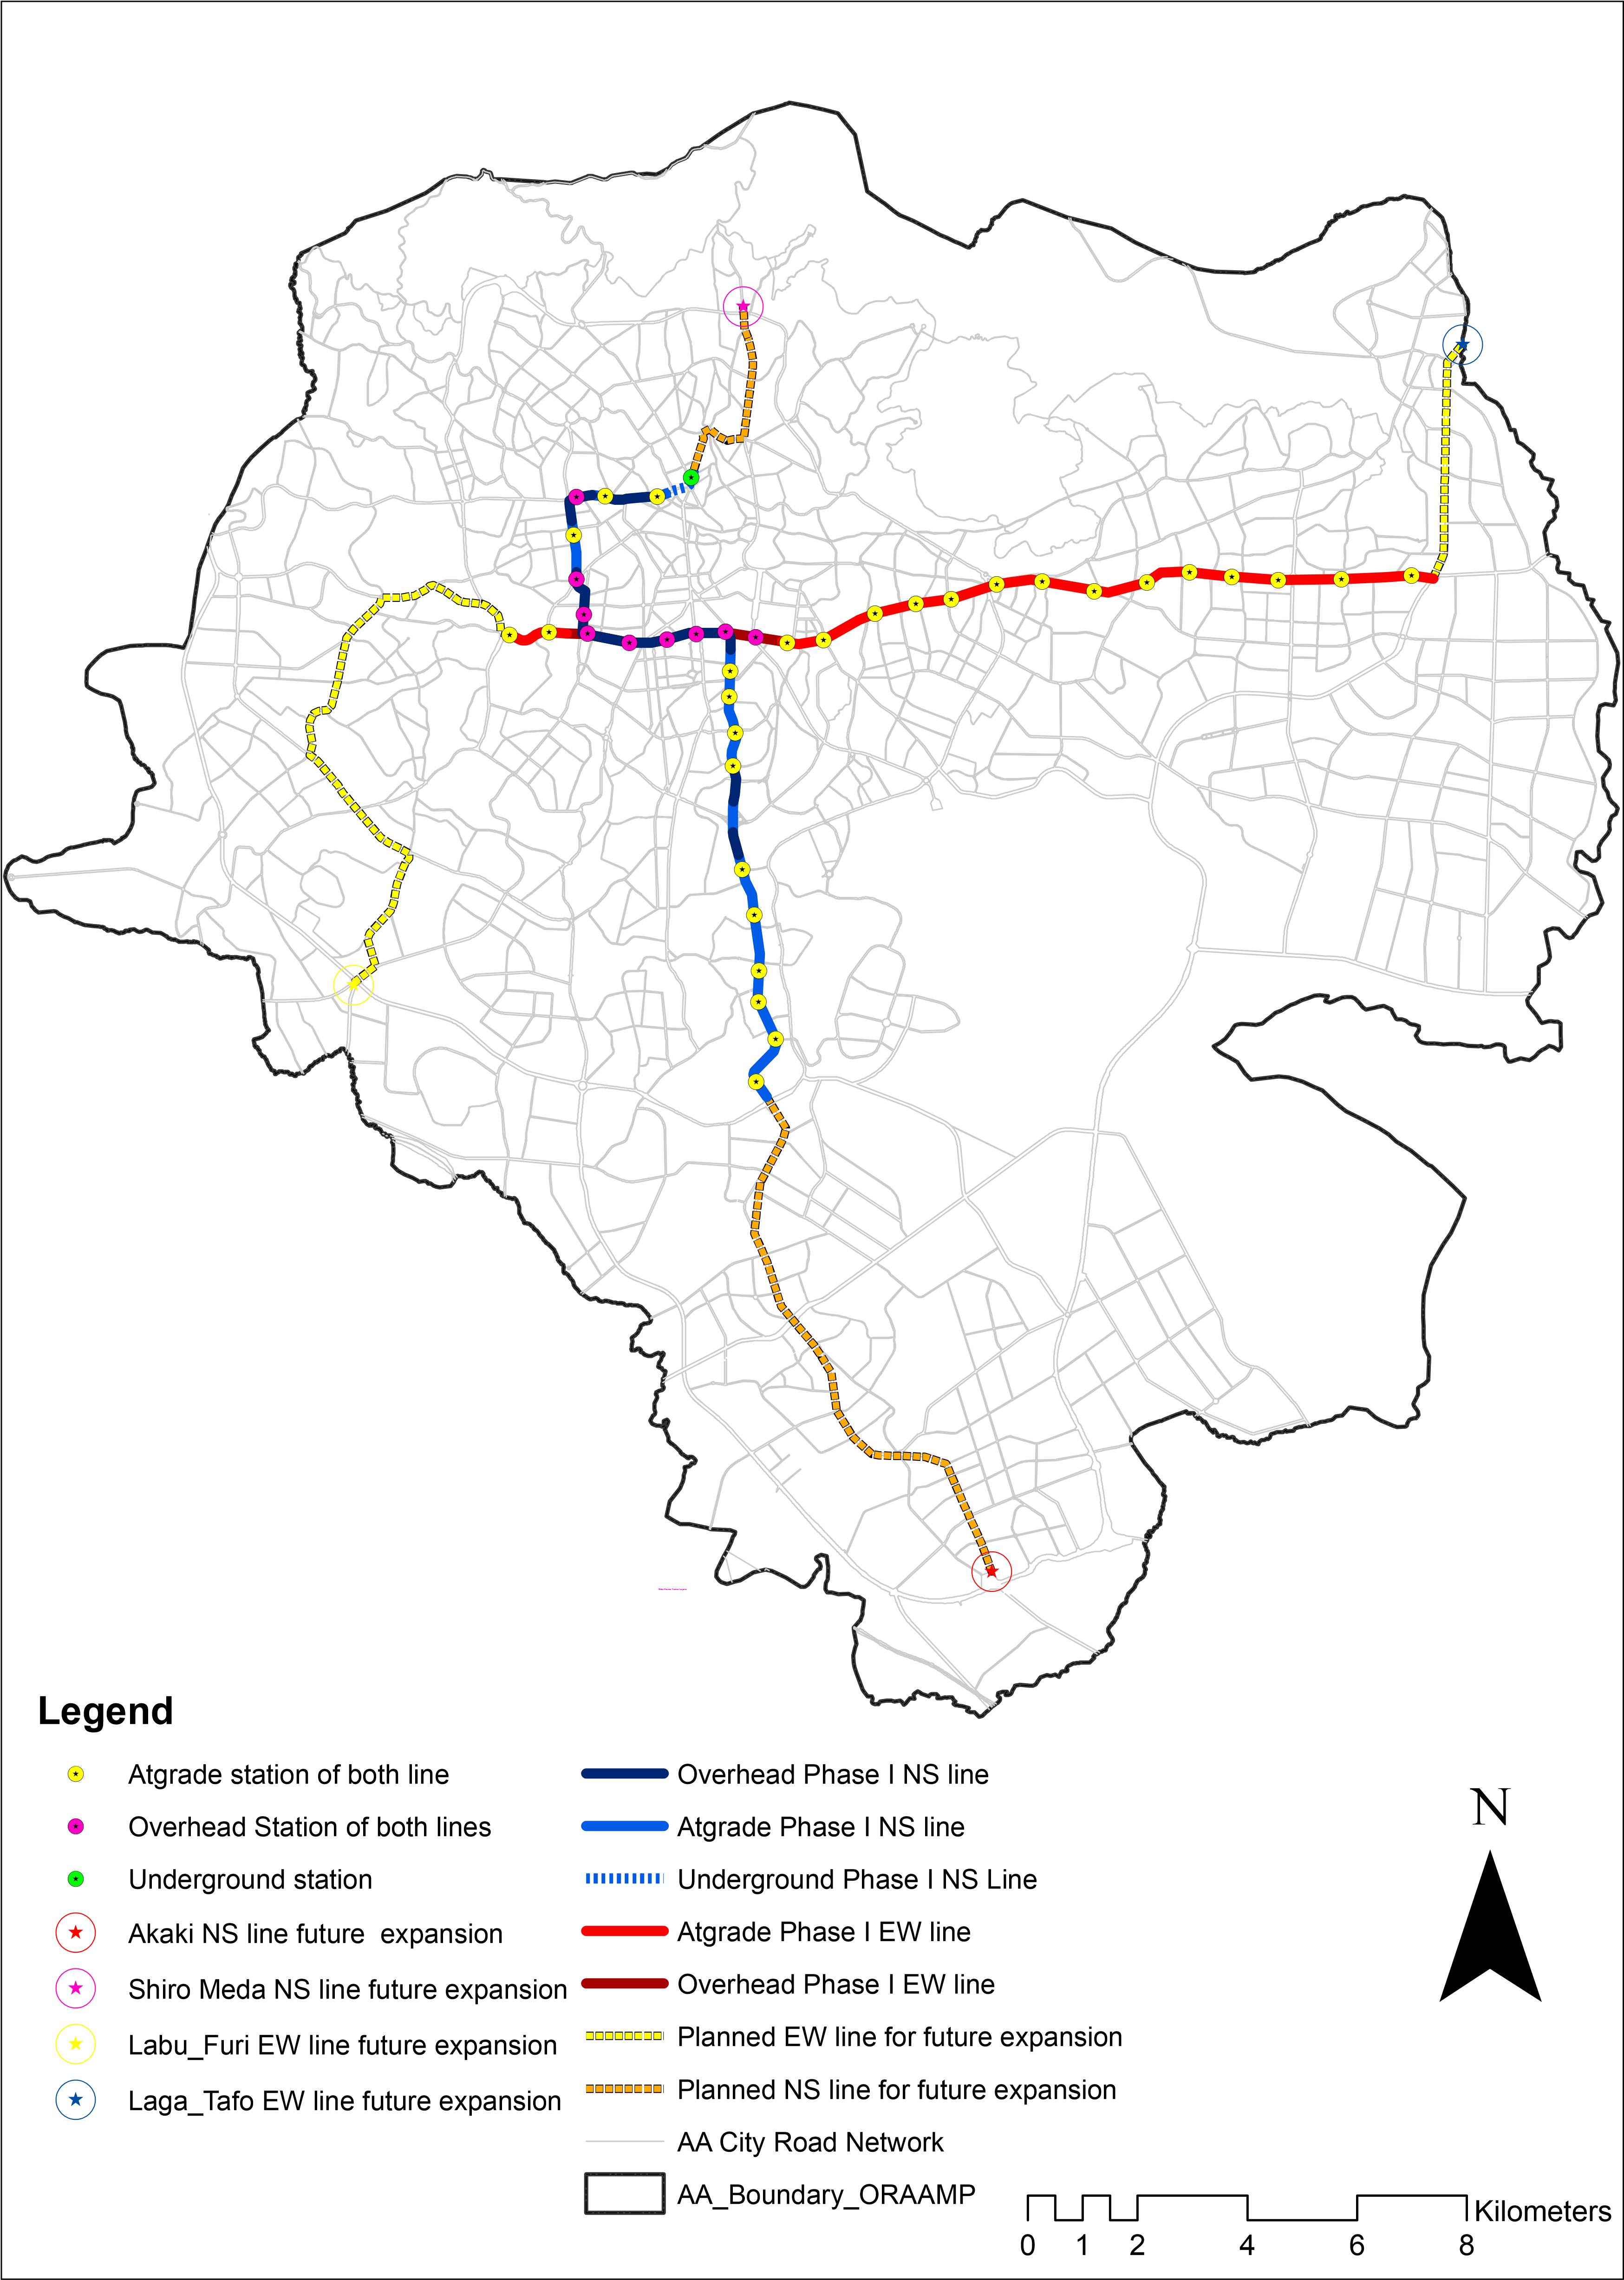 Legend
Atgrade station of both line
Overhead Station of both lines
Underground station
Akaki NS line future expansion
Shiro Meda NS line future expansion
Labu_Furi EW line future expansion
Laga_Tafo EW line future expansion
Overhead Phase I NS line
Atgrade Phase I NS line
Underground Phase I NS Line
Atgrade Phase I EW line
Overhead Phase I EW line
Planned EW line for future expansion
Planned NS line for future expansion
AA City Road Network
AA_Boundary_ORAAMP
N
Kilometers
0 1 2 4 6 8